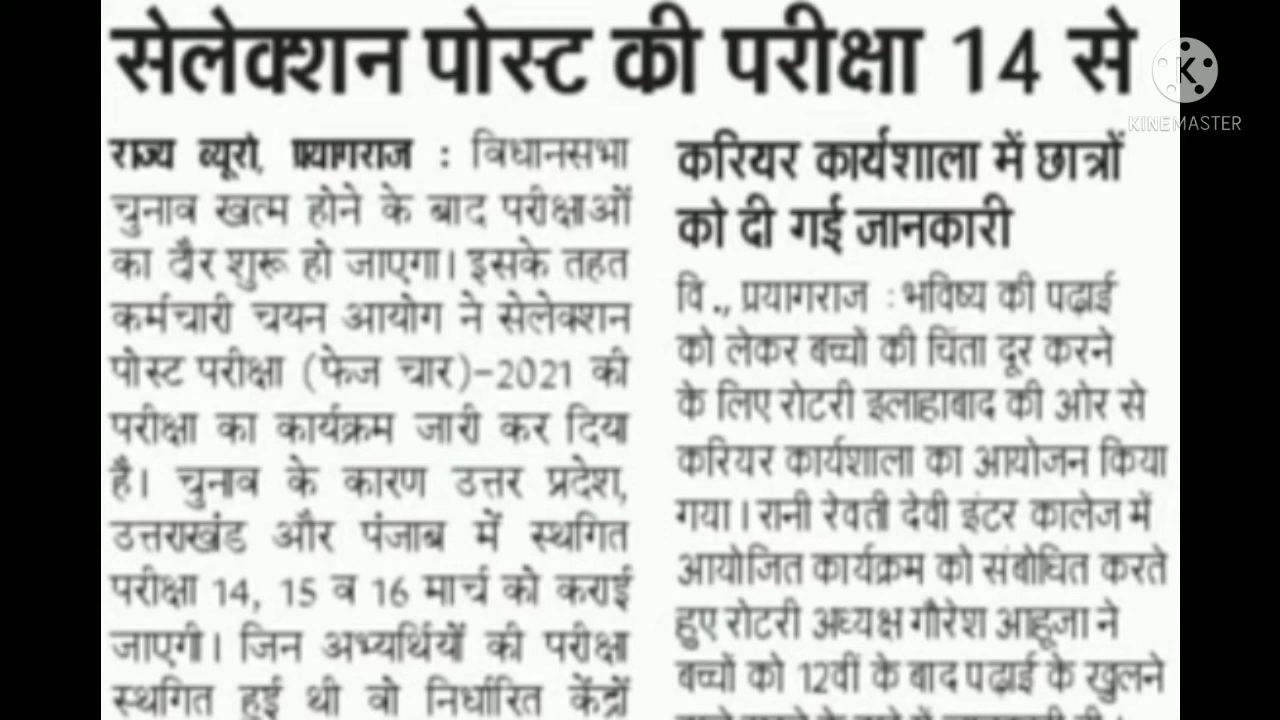 सेलेक्शन पोस्ट की परीक्षा 14 से
राज्य ब्यूरो, प्रयागराज : विधानसभा
चुनाव खत्म होने के बाद परीक्षाओं
का दौर शुरू हो जाएगा। इसके तहत
कर्मचारी चयन आयोग ने सेलेक्शन
पोस्ट परीक्षा (फेज चार)-2021 की
परीक्षा का कार्यक्रम जारी कर दिया
है। चुनाव के कारण उत्तर प्रदेश,
उत्तराखंड और पंजाब में स्थगित
परीक्षा 14, 15 व 16 मार्च को कराई
जाएगी। जिन अभ्यर्थियों की परीक्षा
स्थगित हुई थी वो निर्धारित केंद्रों
करियर कार्यशाला में छात्रों
को दी गई जानकारी
वि., प्रयागराज : भविष्य की पढ़ाई
को लेकर बच्चों की चिंता दूर करने
के लिए रोटरी इलाहाबाद की ओर से
करियर कार्यशाला का आयोजन किया
गया। रानी रेवती देवी इंटर कालेज में
आयोजित कार्यक्रम को संबोधित करते
हुए रोटरी अध्यक्ष गौरेश आहूजा ने
बच्चों को 12वीं के बाद पढ़ाई के खुलने
KINEMASTER